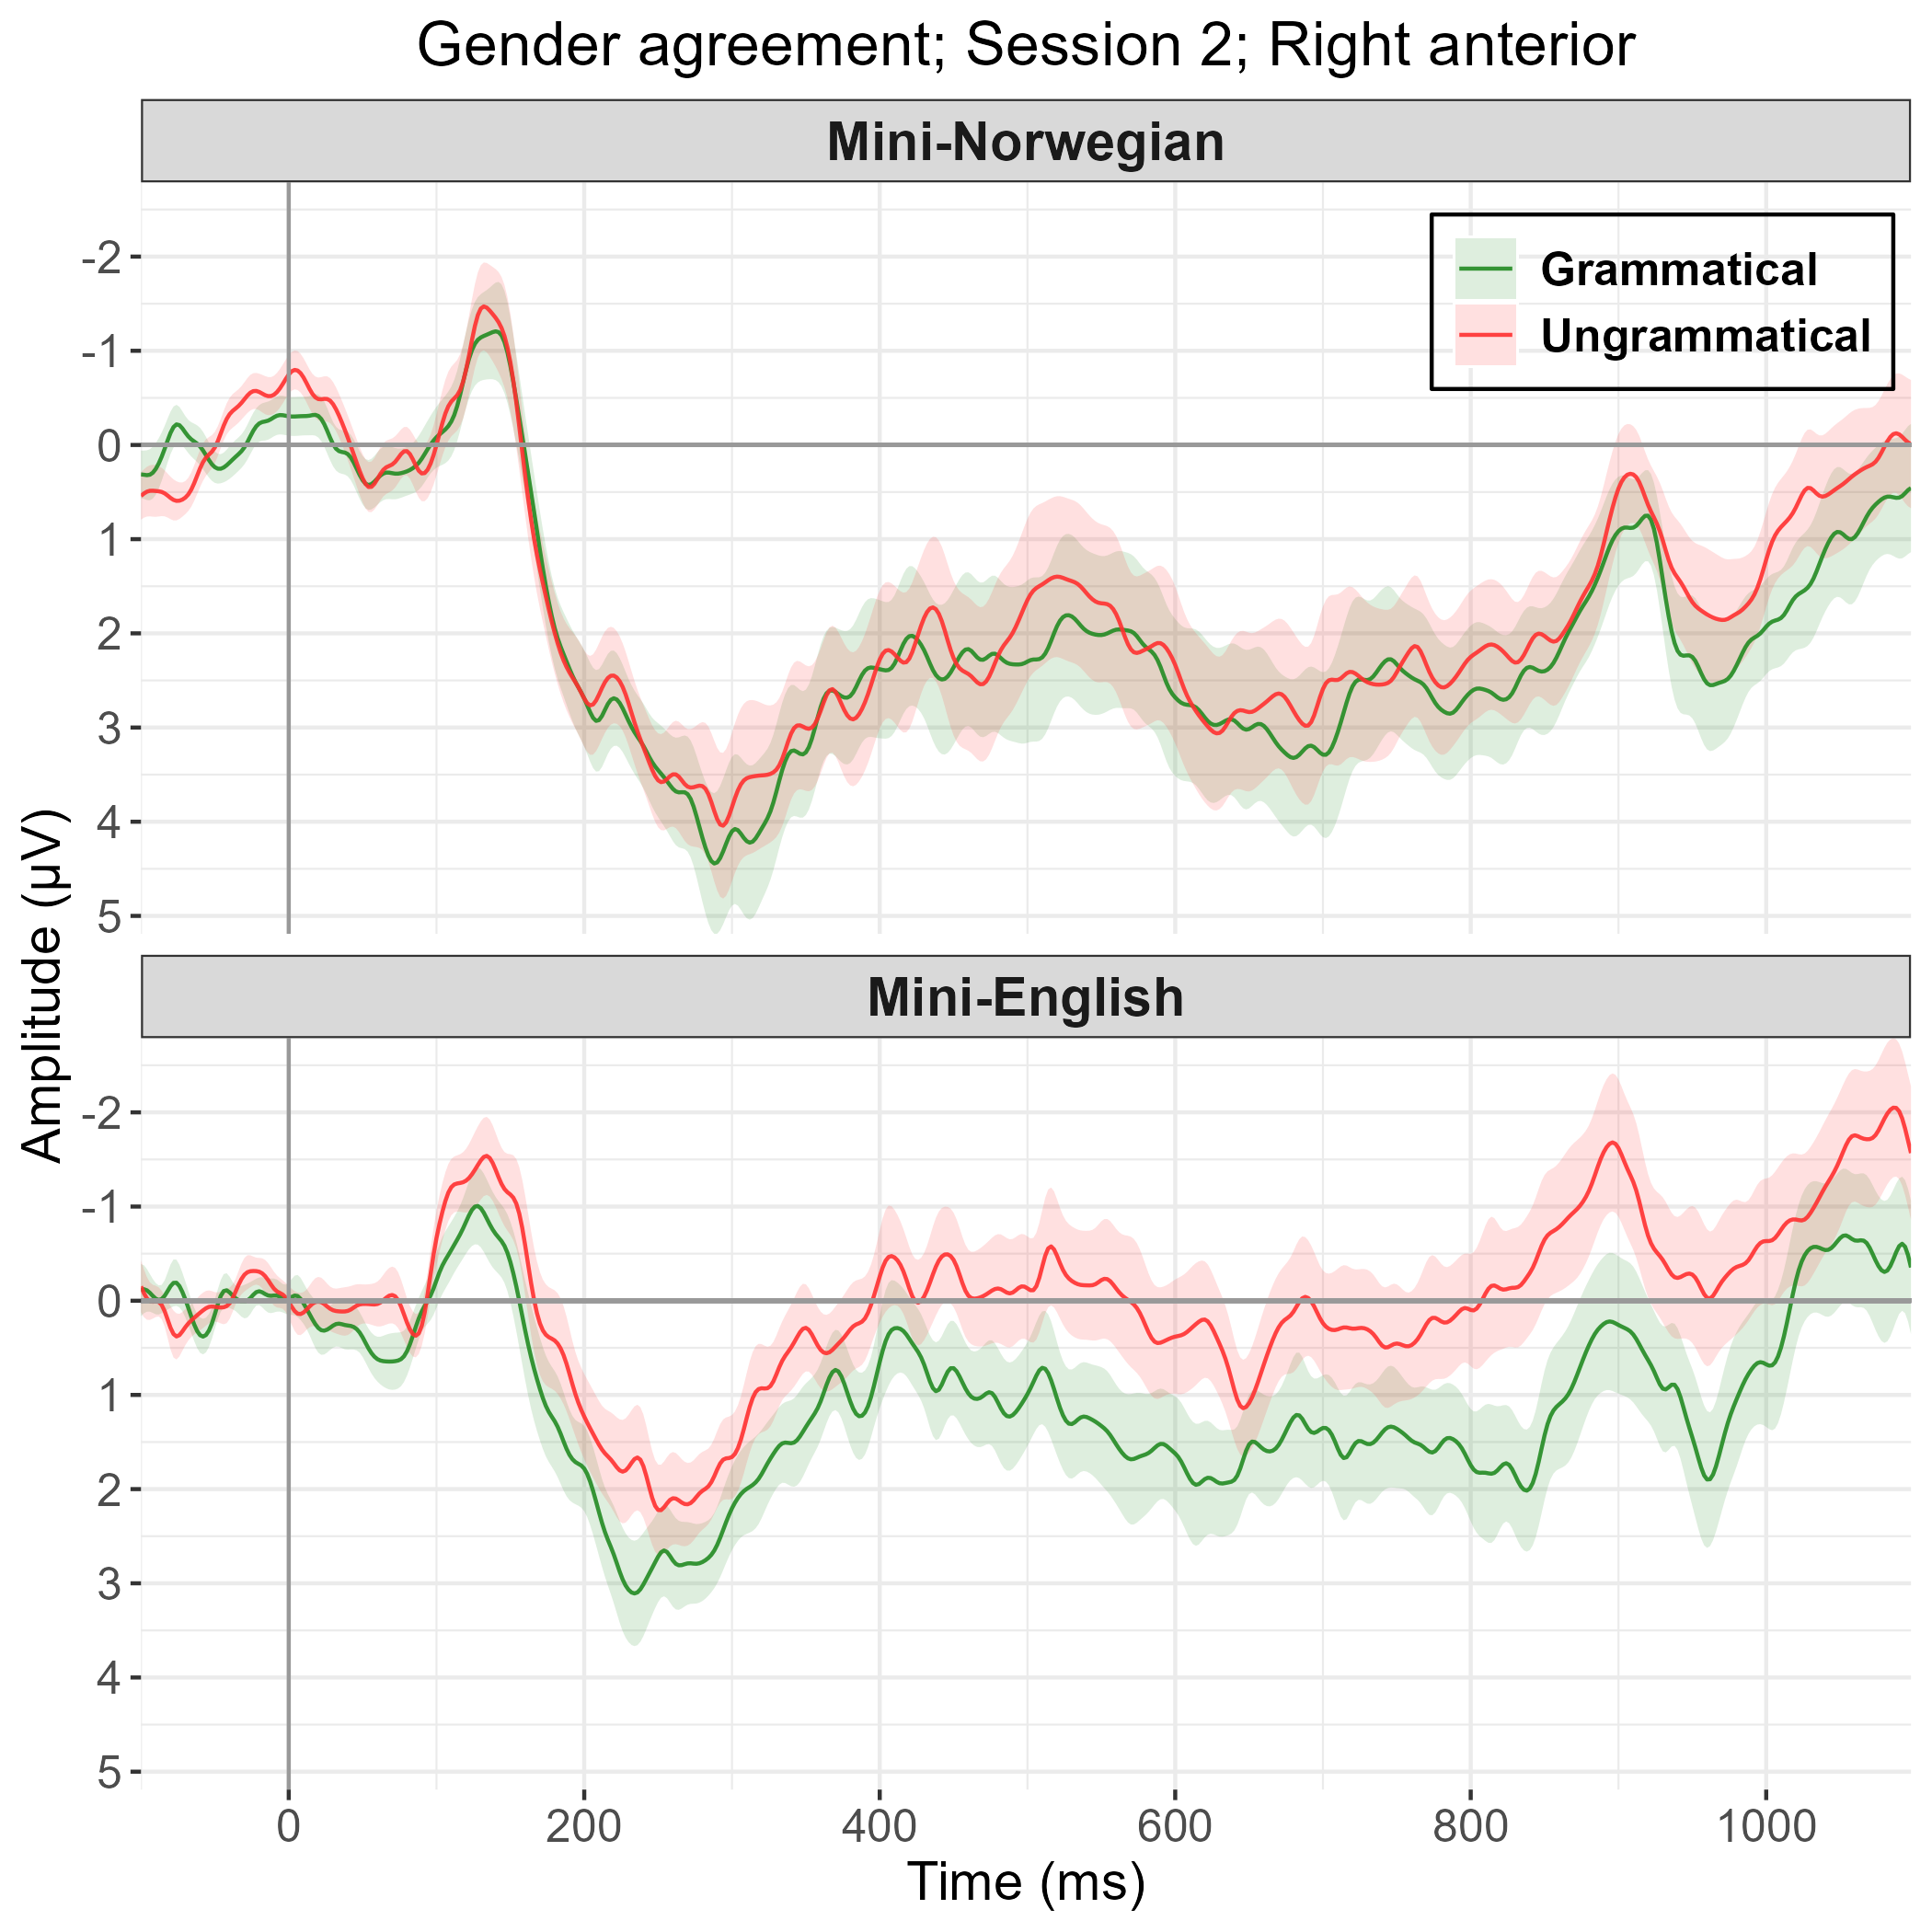 Gender agreement; Session 2; Right anterior
Mini-Norwegian
Grammatical
Ungrammatical
-2
-1
0
1
2
3
4
5
Amplitude (µV)
Mini-English
-2
-1
0
1
2
3
4
5
0 200 400 600 800 1000
Time (ms)